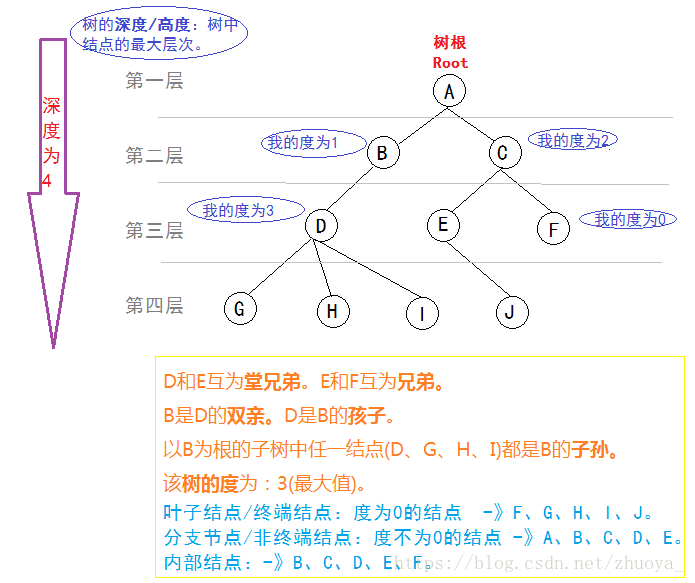 树的深度/高度：树中
结点的最大层次。
树根
Root
第一层
A
深度为4
我的度为1
我的度为2
第二层
B
C
我的度为3
我的度为0
第三层
D
E
F
第四层
G
H
I
J
D和E互为堂兄弟。E和F互为兄弟。
B是D的双亲。D是B的孩子。
以B为根的子树中任一结点(D、G、H、I)都是B的子孙。
该树的度为：3(最大值)。
叶子结点/终端结点：度为0的结点 -》F、G、H、I、J。
分支节点/非终端结点：度不为0的结点 -》A、B、C、D、E。
内部结点：-》B、C、D、E、F。
https://blog.csdn.net/zhuoya_